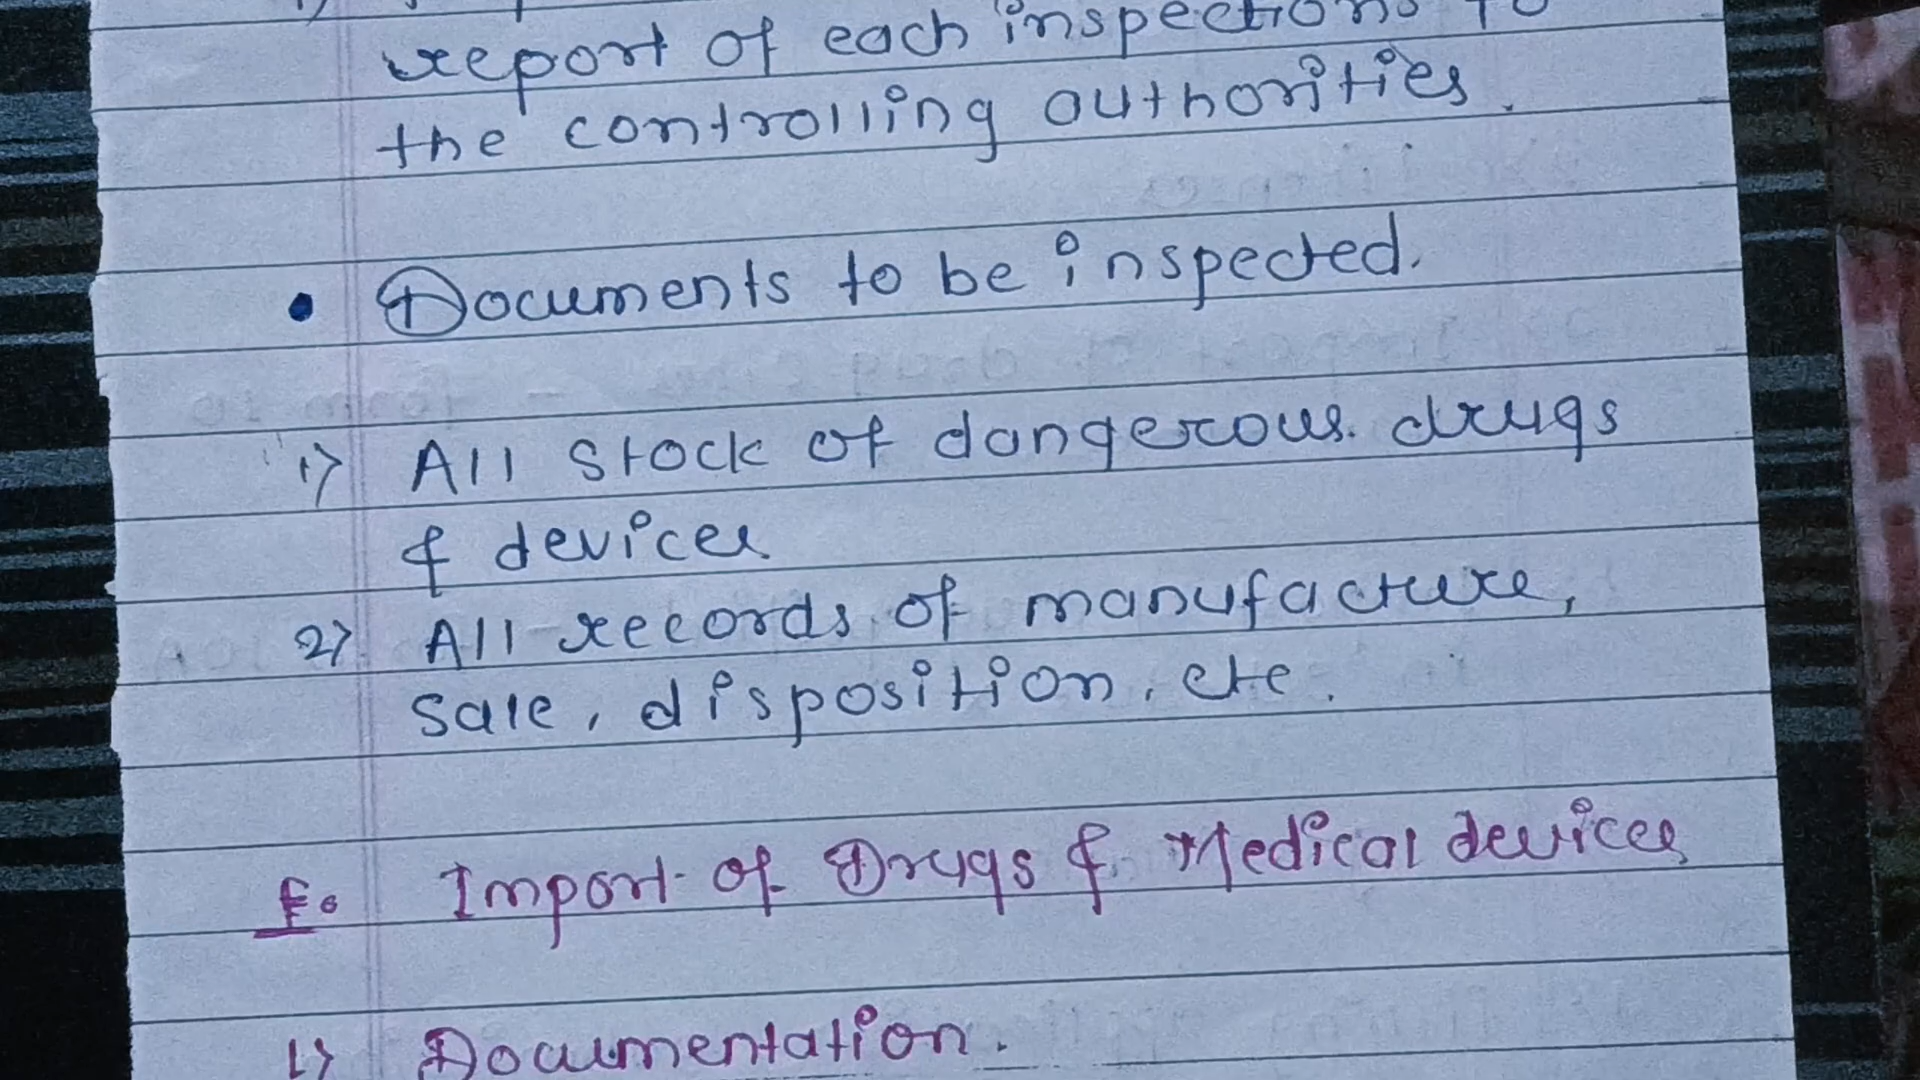 report of each inspections to
the controlling authorities.
• Documents to be inspected.
1) All stock of dangerous drugs
& devices
2) All records of manufacture,
sale, disposition, etc.
E. Import of Drugs & Medical devices
1) Documentation.